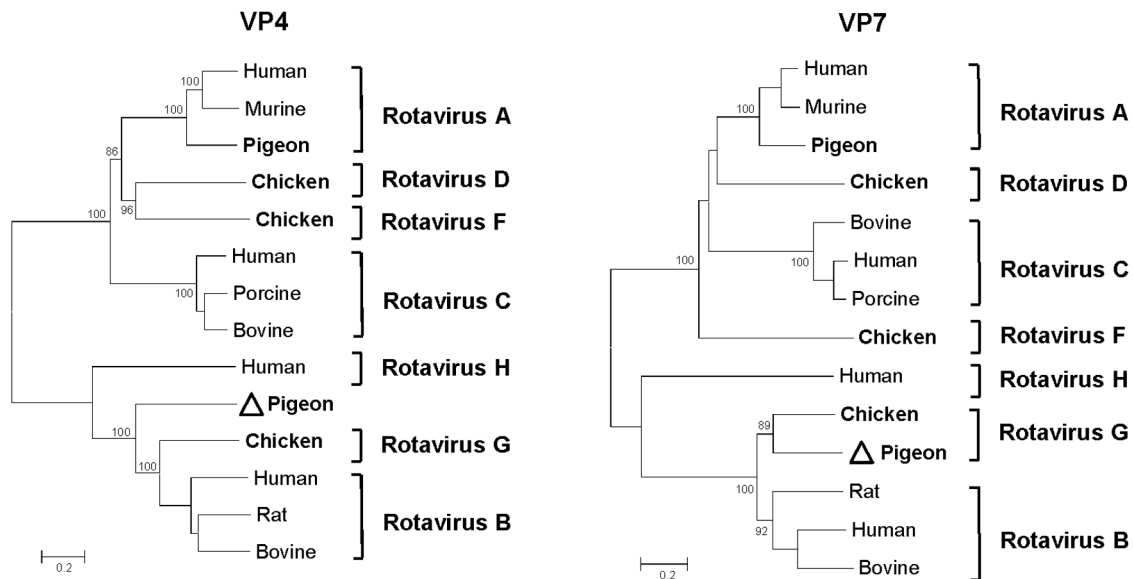 VP4
100
Human
100
Murine
Pigeon
Rotavirus A
86
Chicken
Rotavirus D
96
Chicken
Rotavirus F
100
Human
100
Porcine
Bovine
Rotavirus C
Human
Rotavirus H
Pigeon
100
Chicken
Rotavirus G
100
Human
Rat
Bovine
Rotavirus B
0.2
VP7
Human
100
Murine
Pigeon
Rotavirus A
Chicken
Rotavirus D
Bovine
100
Human
Porcine
Rotavirus C
100
Chicken
Rotavirus F
Human
Rotavirus H
Chicken
89
Pigeon
Rotavirus G
100
Rat
92
Human
Bovine
Rotavirus B
0.2